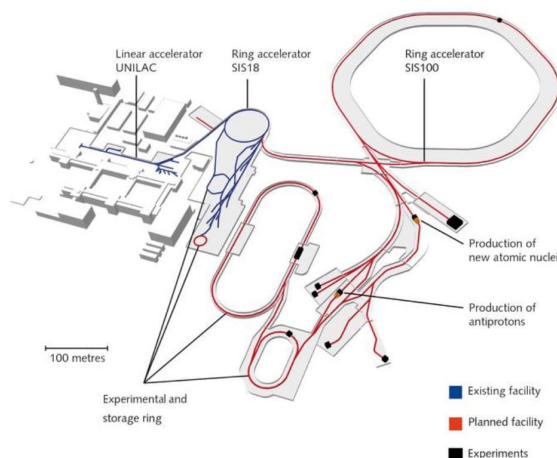 Linear accelerator
UNILAC
Ring accelerator
SIS18
Ring accelerator
SIS100
Production of
new atomic nuclei
Production of
antiprotons
100 metres
Experimental and
storage ring
Existing facility
Planned facility
Experiments